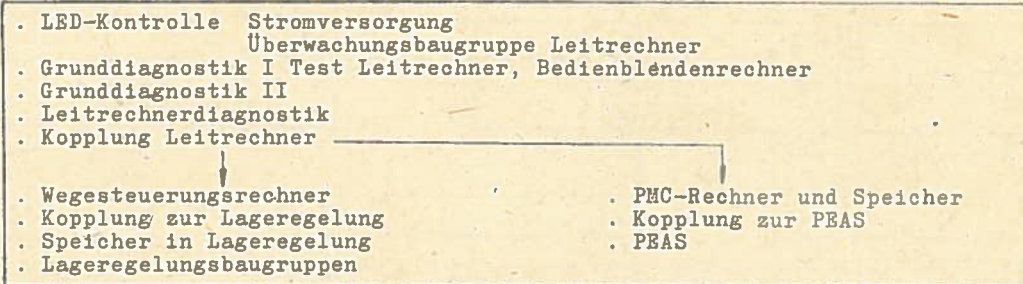 . LED-Kontrolle Stromversorgung
Überwachungsbaugruppe Leitrechner
. Grunddiagnostik I Test Leitrechner, Bedienblendenrechner
. Grunddiagnostik II
. Leitrechnerdiagnostik
. Kopplung Leitrechner
. Wegesteuerungsrechner
. Kopplung zur Lageregelung
. Speicher in Lageregelung
. Lageregelungsbaugruppen
. PMC-Rechner und Speicher
. Kopplung zur PEAS
. PEAS